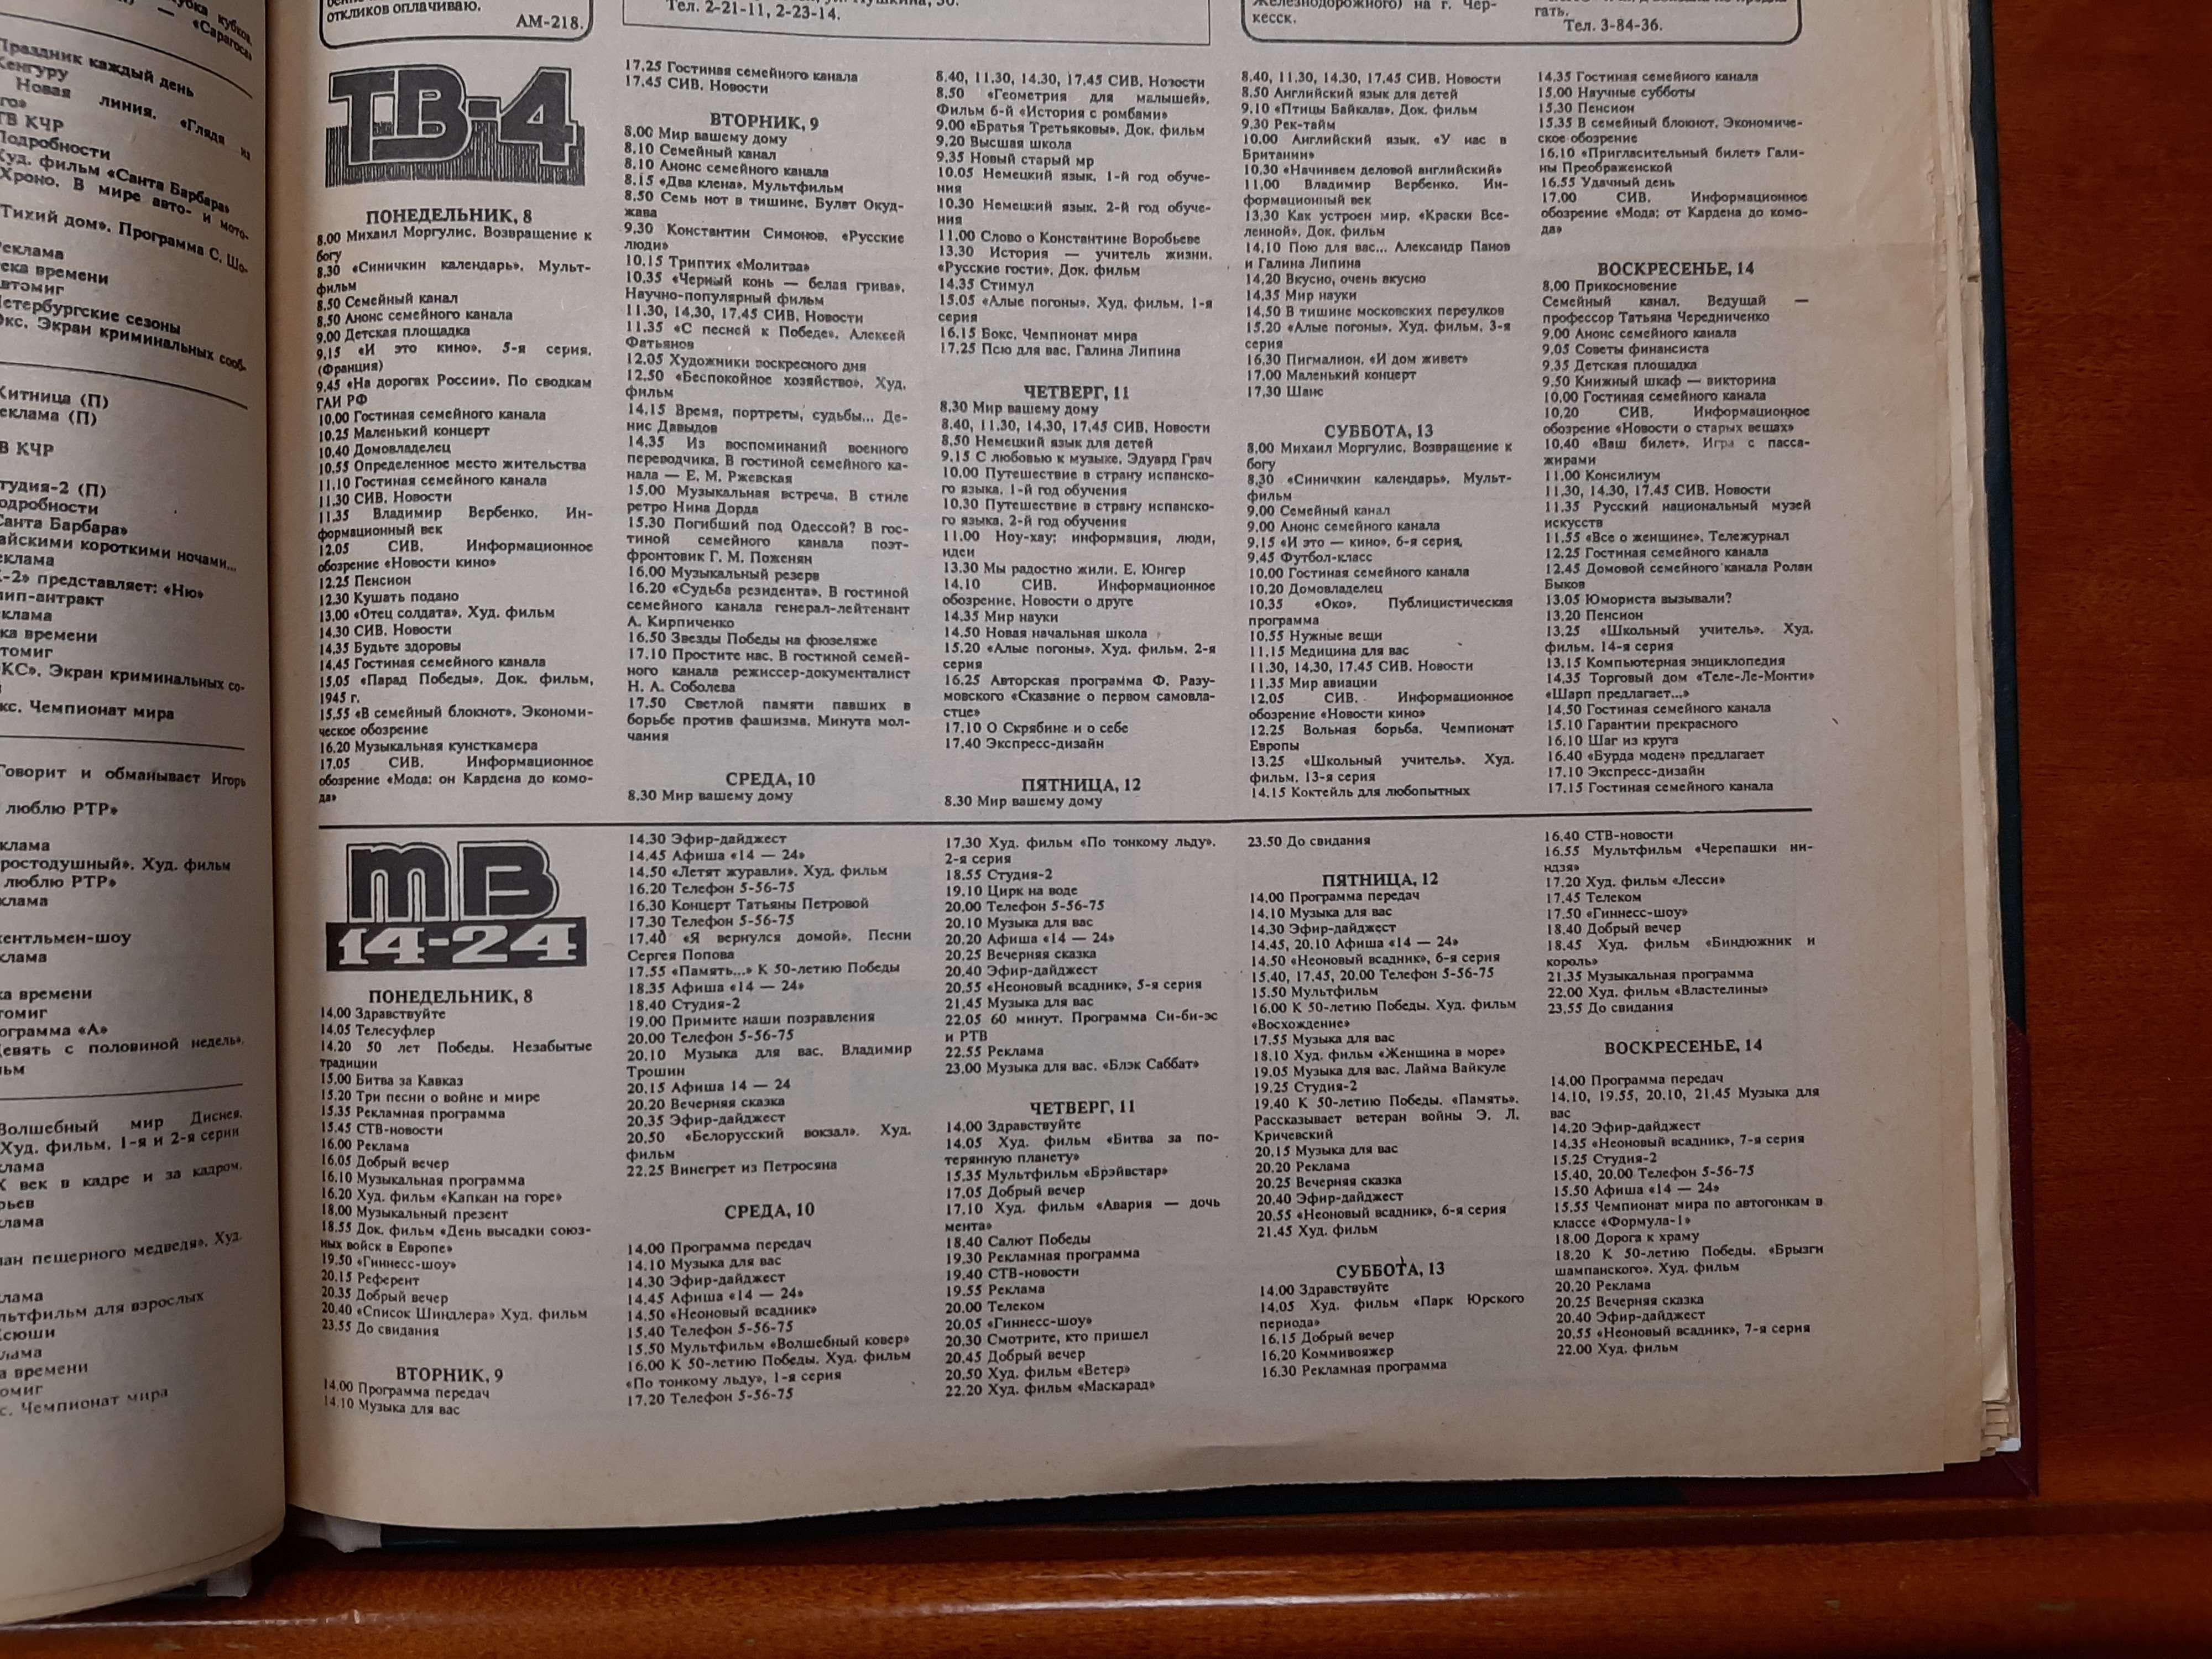 откликов оплачиваю.
АМ-218.
Тел. 2-21-11, 2-23-14.
Железнодорожного) на г. Чер-
кесск.
гать.
Тел. 3-84-36.
ТВ-4
ПОНЕДЕЛЬНИК, 8
8.00 Михаил Моргулис. Возвращение к
богу
8.30 «Синичкин календарь». Мульт-
фильм
8.50 Семейный канал
8.50 Анонс семейного канала
9.00 Детская площадка
9.15 «И это кино». 5-я серия.
(Франция)
9.45 «На дорогах России». По сводкам
ГАИ РФ
10.00 Гостиная семейного канала
10.25 Маленький концерт
10.40 Домовладелец
10.55 Определенное место жительства
11.10 Гостиная семейного канала
11.30 СИВ. Новости
11.35 Владимир Вербенко. Ин-
формационный век
12.05 СИВ. Информационное
обозрение «Новости кино»
12.25 Пенсион
12.30 Кушать подано
13.00 «Отец солдата». Худ. фильм
14.30 СИВ. Новости
14.35 Будьте здоровы
14.45 Гостиная семейного канала
15.05 «Парад Победы». Док. фильм,
1945 г.
15.55 «В семейный блокнот». Экономи-
ческое обозрение
16.20 Музыкальная кунсткамера
17.05 СИВ. Информационное
обозрение «Мода: он Кардена до комо-
да»
17.25 Гостиная семейного канала
17.45 СИВ. Новости
ВТОРНИК, 9
8.00 Мир вашему дому
8.10 Семейный канал
8.10 Анонс семейного канала
8.15 «Два клена». Мультфильм
8.50 Семь нот в тишине. Булат Окуд-
жава
9.30 Константин Симонов. «Русские
люди»
10.15 Триптих «Молитва»
10.35 «Черный конь — белая грива».
Научно-популярный фильм
11.30, 14.30, 17.45 СИВ. Новости
11.35 «С песней к Победе». Алексей
Фатьянов
12.05 Художники воскресного дня
12.50 «Беспокойное хозяйство». Худ.
фильм
14.15 Время, портреты, судьбы... Де-
нис Давыдов
14.35 Из воспоминаний военного
переводчика. В гостиной семейного ка-
нала — Е. М. Ржевская
15.00 Музыкальная встреча. В стиле
ретро Нина Дорда
15.30 Погибший под Одессой? В гос-
тиной семейного канала поэт-
фронтовик Г. М. Поженян
16.00 Музыкальный резерв
16.20 «Судьба резидента». В гостиной
семейного канала генерал-лейтенант
А. Кирпиченко
16.50 Звезды Победы на фюзеляже
17.10 Простите нас. В гостиной семей-
ного канала режиссер-документалист
Н. А. Соболева
17.50 Светлой памяти павших в
борьбе против фашизма. Минута мол-
чания
СРЕДА, 10
8.30 Мир вашему дому
8.40, 11.30, 14.30, 17.45 СИВ. Новости
8.50 «Геометрия для малышей».
Фильм 6-й «История с ромбами»
9.00 «Братья Третьяковы». Док. фильм
9.20 Высшая школа
9.35 Новый старый мр
10.05 Немецкий язык. 1-й год обуче-
ния
10.30 Немецкий язык. 2-й год обуче-
ния
11.00 Слово о Константине Воробьеве
13.30 История — учитель жизни.
«Русские гости». Док. фильм
14.35 Стимул
15.05 «Алые погоны». Худ. фильм. 1-я
серия
16.15 Бокс. Чемпионат мира
17.25 Псю для вас. Галина Липина
ЧЕТВЕРГ, 11
8.30 Мир вашему дому
8.40, 11.30, 14.30, 17.45 СИВ. Новости
8.50 Немецкий язык для детей
9.15 С любовью к музыке. Эдуард Грач
10.00 Путешествие в страну испанско-
го языка. 1-й год обучения
10.30 Путешествие в страну испанско-
го языка. 2-й год обучения
11.00 Ноу-хау: информация, люди,
идеи
13.30 Мы радостно жили. Е. Юнгер
14.10 СИВ. Информационное
обозрение. Новости о друге
14.35 Мир науки
14.50 Новая начальная школа
15.20 «Алые погоны». Худ. фильм. 2-я
серия
16.25 Авторская программа Ф. Разу-
мовского «Сказание о первом самовла-
стце»
17.10 О Скрябине и о себе
17.40 Экспресс-дизайн
ПЯТНИЦА, 12
8.30 Мир вашему дому
8.40, 11.30, 14.30, 17.45 СИВ. Новости
8.50 Английский язык для детей
9.10 «Птицы Байкала». Док. фильм
9.30 Рек-тайм
10.00 Английский язык. «У нас в
Британии»
10.30 «Начинаем деловой английский»
11.00 Владимир Вербенко. Ин-
формационный век
13.30 Как устроен мир. «Краски Все-
ленной». Док. фильм
14.10 Пою для вас... Александр Панов
и Галина Липина
14.20 Вкусно, очень вкусно
14.35 Мир науки
14.50 В тишине московских переулков
15.20 «Алые погоны». Худ. фильм. 3-я
серия
16.30 Пигмалион. «И дом живет»
17.00 Маленький концерт
17.30 Шанс
СУББОТА, 13
8.00 Михаил Моргулис. Возвращение к
богу
8.30 «Синичкин календарь». Мульт-
фильм
9.00 Семейный канал
9.00 Анонс семейного канала
9.15 «И это — кино». 6-я серия.
9.45 Футбол-класс
10.00 Гостиная семейного канала
10.20 Домовладелец
10.35 «Око». Публицистическая
программа
10.55 Нужные вещи
11.15 Медицина для вас
11.30, 14.30, 17.45 СИВ. Новости
11.35 Мир авиации
12.05 СИВ. Информационное
обозрение «Новости кино»
12.25 Вольная борьба. Чемпионат
Европы
13.25 «Школьный учитель». Худ.
фильм. 13-я серия
14.15 Коктейль для любопытных
14.35 Гостиная семейного канала
15.00 Научные субботы
15.30 Пенсион
15.35 В семейный блокнот. Экономиче-
ское обозрение
16.10 «Пригласительный билет» Гали-
ны Преображенской
16.55 Удачный день
17.00 СИВ. Информационное
обозрение «Мода: от Кардена до комо-
да»
ВОСКРЕСЕНЬЕ, 14
8.00 Прикосновение
Семейный канал. Ведущай —
профессор Татьяна Чередниченко
9.00 Анонс семейного канала
9.05 Советы финансиста
9.35 Детская площадка
9.50 Книжный шкаф — викторина
10.00 Гостиная семейного канала
10.20 СИВ. Информационное
обозрение «Новости о старых вещах»
10.40 «Ваш билет». Игра с пасса-
жирами
11.00 Консилиум
11.30, 14.30, 17.45 СИВ. Новости
11.35 Русский национальный музей
искусств
11.55 «Все о женщине». Тележурнал
12.25 Гостиная семейного канала
12.45 Домовой семейного канала Ролан
Быков
13.05 Юмориста вызывали?
13.20 Пенсион
13.25 «Школьный учитель». Худ.
фильм. 14-я серия
13.15 Компьютерная энциклопедия
14.35 Торговый дом «Теле-Ле-Монти»
«Шарп предлагает...»
14.50 Гостиная семейного канала
15.10 Гарантии прекрасного
16.10 Шаг из круга
16.40 «Бурда моден» предлагает
17.10 Экспресс-дизайн
17.15 Гостиная семейного канала
тв
14-24
ПОНЕДЕЛЬНИК, 8
14.00 Здравствуйте
14.05 Телесуфлер
14.20 50 лет Победы. Незабытые
традиции
15.00 Битва за Кавказ
15.20 Три песни о войне и мире
15.35 Рекламная программа
15.45 СТВ-новости
16.00 Реклама
16.05 Добрый вечер
16.10 Музыкальная программа
16.20 Худ. фильм «Капкан на горе»
18.00 Музыкальный презент
18.55 Док. фильм «День высадки союз-
ных войск в Европе»
19.50 «Гиннесс-шоу»
20.15 Референт
20.35 Добрый вечер
20.40 «Список Шиндлера» Худ. фильм
23.55 До свидания
ВТОРНИК, 9
14.00 Программа передач
14.10 Музыка для вас
14.30 Эфир-дайджест
14.45 Афиша «14 — 24»
14.50 «Летят журавли». Худ. фильм
16.20 Телефон 5-56-75
16.30 Концерт Татьяны Петровой
17.30 Телефон 5-56-75
17.40 «Я вернулся домой». Песни
Сергея Попова
17.55 «Память...» К 50-летию Победы
18.35 Афиша «14 — 24»
18.40 Студия-2
19.00 Примите наши позравления
20.00 Телефон 5-56-75
20.10 Музыка для вас. Владимир
Трошин
20.15 Афиша 14 — 24
20.20 Вечерняя сказка
20.35 Эфир-дайджест
20.50 «Белорусский вокзал». Худ.
фильм
22.25 Винегрет из Петросяна
СРЕДА, 10
14.00 Программа передач
14.10 Музыка для вас
14.30 Эфир-дайджест
14.45 Афиша «14 — 24»
14.50 «Неоновый всадник»
15.40 Телефон 5-56-75
15.50 Мультфильм «Волшебный ковер»
16.00 К 50-летию Победы. Худ. фильм
«По тонкому льду», 1-я серия
17.20 Телефон 5-56-75
17.30 Худ. фильм «По тонкому льду».
2-я серия
18.55 Студия-2
19.10 Цирк на воде
20.00 Телефон 5-56-75
20.10 Музыка для вас
20.20 Афиша «14 — 24»
20.25 Вечерняя сказка
20.40 Эфир-дайджест
20.55 «Неоновый всадник», 5-я серия
21.45 Музыка для вас
22.05 60 минут. Программа Си-би-эс
и РТВ
22.55 Реклама
23.00 Музыка для вас. «Блэк Саббат»
ЧЕТВЕРГ, 11
14.00 Здравствуйте
14.05 Худ. фильм «Битва за по-
терянную планету»
15.35 Мультфильм «Брэйвстар»
17.05 Добрый вечер
17.10 Худ. фильм «Авария — дочь
мента»
18.40 Салют Победы
19.30 Рекламная программа
19.40 СТВ-новости
19.55 Реклама
20.00 Телеком
20.05 «Гиннесс-шоу»
20.30 Смотрите, кто пришел
20.45 Добрый вечер
20.50 Худ. фильм «Ветер»
22.20 Худ. фильм «Маскарад»
23.50 До свидания
ПЯТНИЦА, 12
14.00 Программа передач
14.10 Музыка для вас
14.30 Эфир-дайджест
14.45, 20.10 Афиша «14 — 24»
14.50 «Неоновый всадник», 6-я серия
15.40, 17.45, 20.00 Телефон 5-56-75
15.50 Мультфильм
16.00 К 50-летию Победы. Худ. фильм
«Восхождение»
17.55 Музыка для вас
18.10 Худ. фильм «Женщина в море»
19.05 Музыка для вас. Лайма Вайкуле
19.25 Студия-2
19.40 К 50-летию Победы. «Память».
Рассказывает ветеран войны Э. Л.
Кричевский
20.15 Музыка для вас
20.20 Реклама
20.25 Вечерняя сказка
20.40 Эфир-дайджест
20.55 «Неоновый всадник», 6-я серия
21.45 Худ. фильм
СУББОТА, 13
14.00 Здравствуйте
14.05 Худ. фильм «Парк Юрского
периода»
16.15 Добрый вечер
16.20 Коммивояжер
16.30 Рекламная программа
16.40 СТВ-новости
16.55 Мультфильм «Черепашки ни-
ндзя»
17.20 Худ. фильм «Лесси»
17.45 Телеком
17.50 «Гиннесс-шоу»
18.40 Добрый вечер
18.45 Худ. фильм «Биндюжник и
король»
21.35 Музыкальная программа
22.00 Худ. фильм «Властелины»
23.55 До свидания
ВОСКРЕСЕНЬЕ, 14
14.00 Программа передач
14.10, 19.55, 20.10, 21.45 Музыка для
вас
14.20 Эфир-дайджест
14.35 «Неоновый всадник», 7-я серия
15.25 Студия-2
15.40, 20.00 Телефон 5-56-75
15.50 Афиша «14 — 24»
15.55 Чемпионат мира по автогонкам в
классе «Формула-1»
18.00 Дорога к храму
18.20 К 50-летию Победы. «Брызги
шампанского». Худ. фильм
20.20 Реклама
20.25 Вечерняя сказка
20.40 Эфир-дайджест
20.55 «Неоновый всадник», 7-я серия
22.00 Худ. фильм